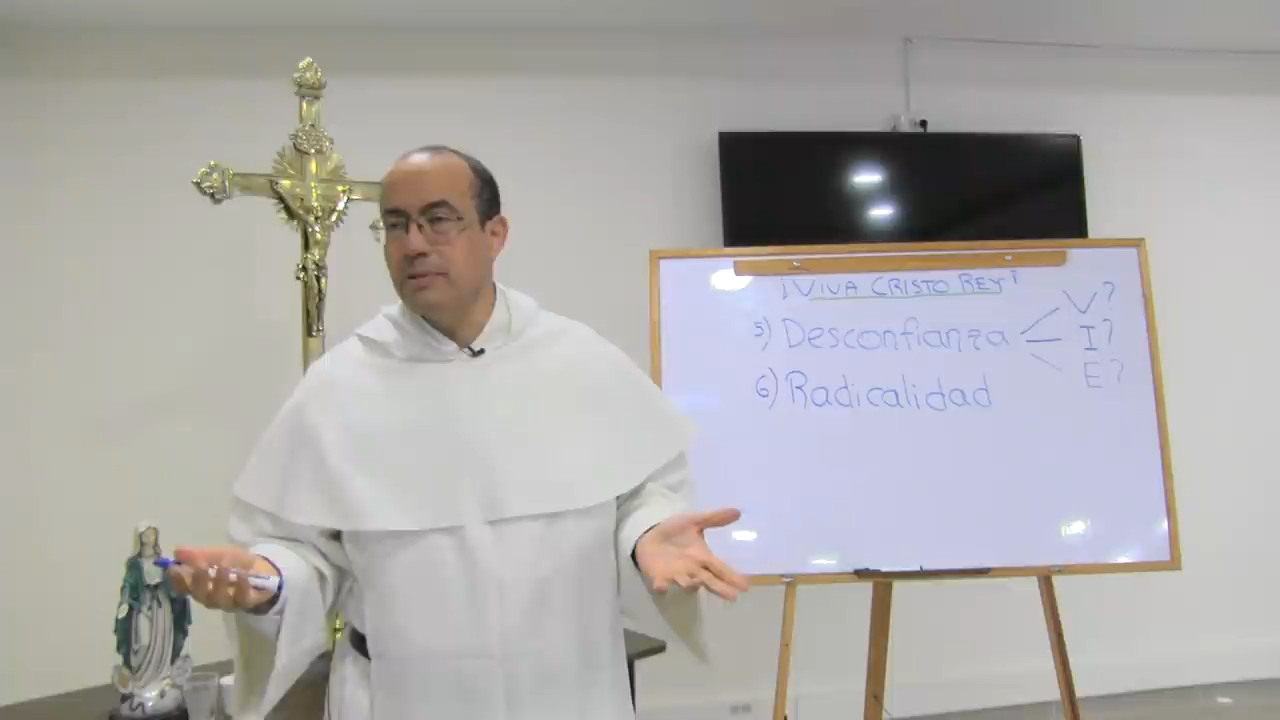 ¡VIVA CRISTO REY!
5) Desconfianza
V?
I?
E?
6) Radicalidad